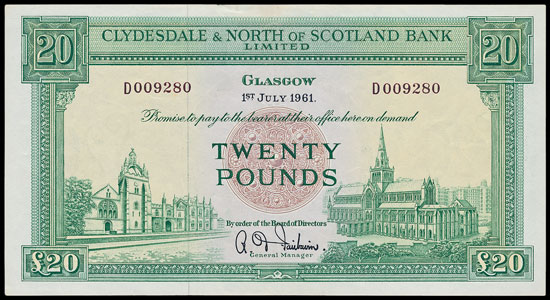 20 CLYDESDALE & NORTH OF SCOTLAND BANK 20
LIMITED
GLASGOW
D009280 D009280
1ST JULY 1961.
Promise to pay to the bearer at their office here on demand
TWENTY
POUNDS
By order of the Board of Directors
General Manager
£20 £20